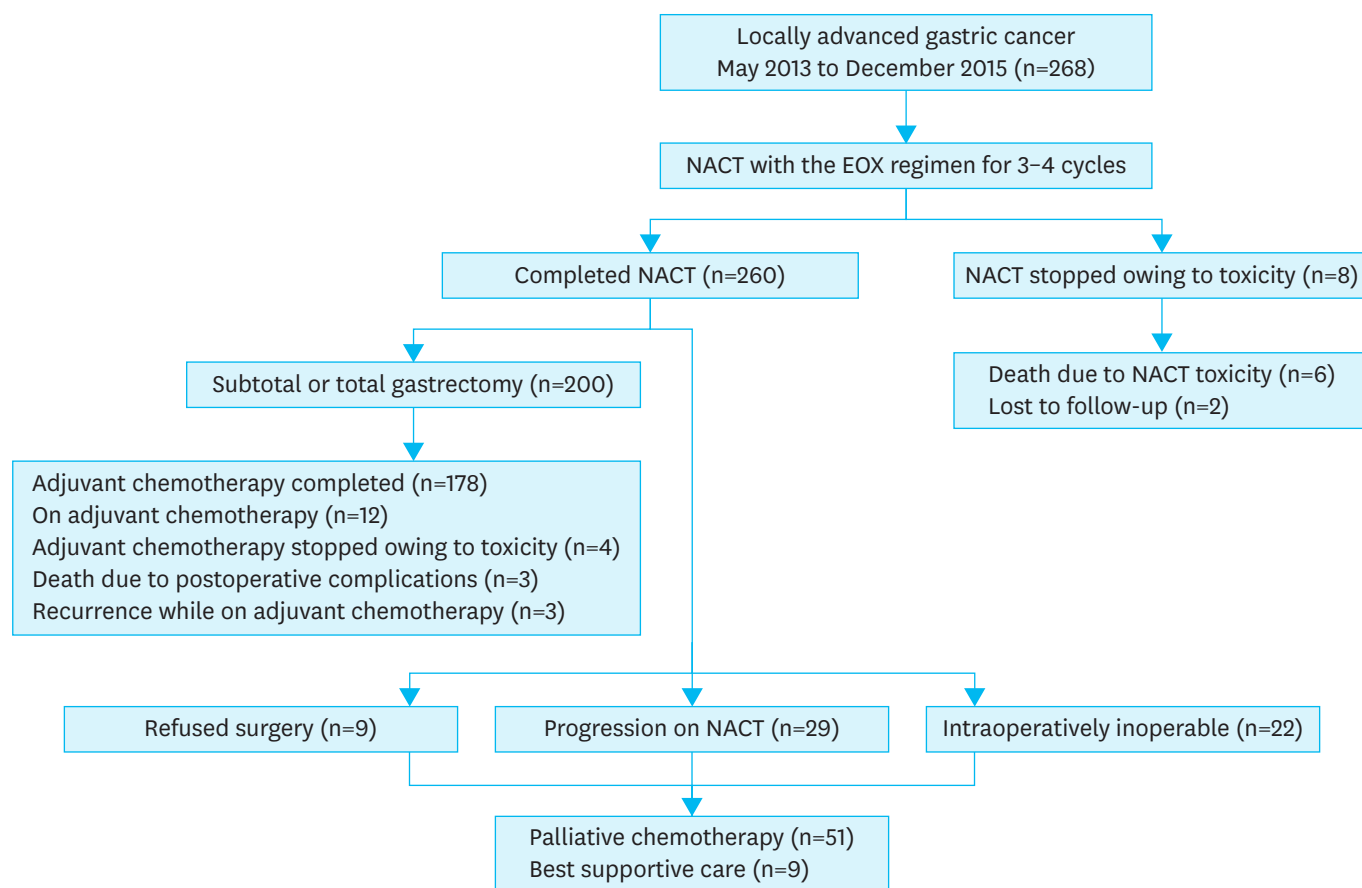 Locally advanced gastric cancer
May 2013 to December 2015 (n=268)
NACT with the EOX regimen for 3–4 cycles
Completed NACT (n=260)
NACT stopped owing to toxicity (n=8)
Subtotal or total gastrectomy (n=200)
Death due to NACT toxicity (n=6)
Lost to follow-up (n=2)
Adjuvant chemotherapy completed (n=178)
On adjuvant chemotherapy (n=12)
Adjuvant chemotherapy stopped owing to toxicity (n=4)
Death due to postoperative complications (n=3)
Recurrence while on adjuvant chemotherapy (n=3)
Refused surgery (n=9)
Progression on NACT (n=29)
Intraoperatively inoperable (n=22)
Palliative chemotherapy (n=51)
Best supportive care (n=9)